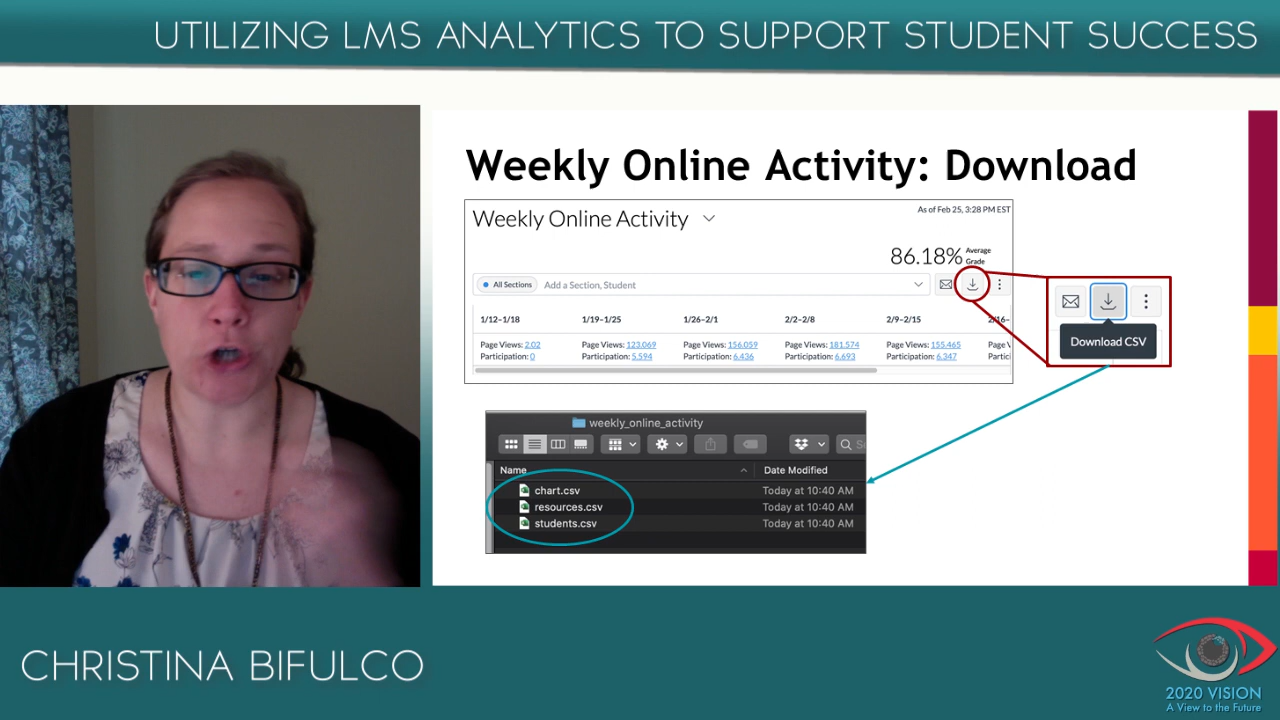 UTILIZING LMS ANALYTICS TO SUPPORT STUDENT SUCCESS
Weekly Online Activity: Download
As of Feb 25, 3:28 PM EST
Weekly Online Activity
86.18% Average Grade
All Sections Add a Section, Student
1/12–1/18 1/19–1/25 1/26–2/1 2/2–2/8 2/9–2/15 2/16–
Page Views: 2.02 Page Views: 123.069 Page Views: 156.059 Page Views: 181.574 Page Views: 155.465 Page V
Participation: 0 Participation: 5.594 Participation: 6.436 Participation: 6.693 Participation: 6.347 Partic
Download CSV
weekly_online_activity
Name Date Modified
chart.csv Today at 10:40 AM
resources.csv Today at 10:40 AM
students.csv Today at 10:40 AM
CHRISTINA BIFULCO
2020 VISION
A View to the Future